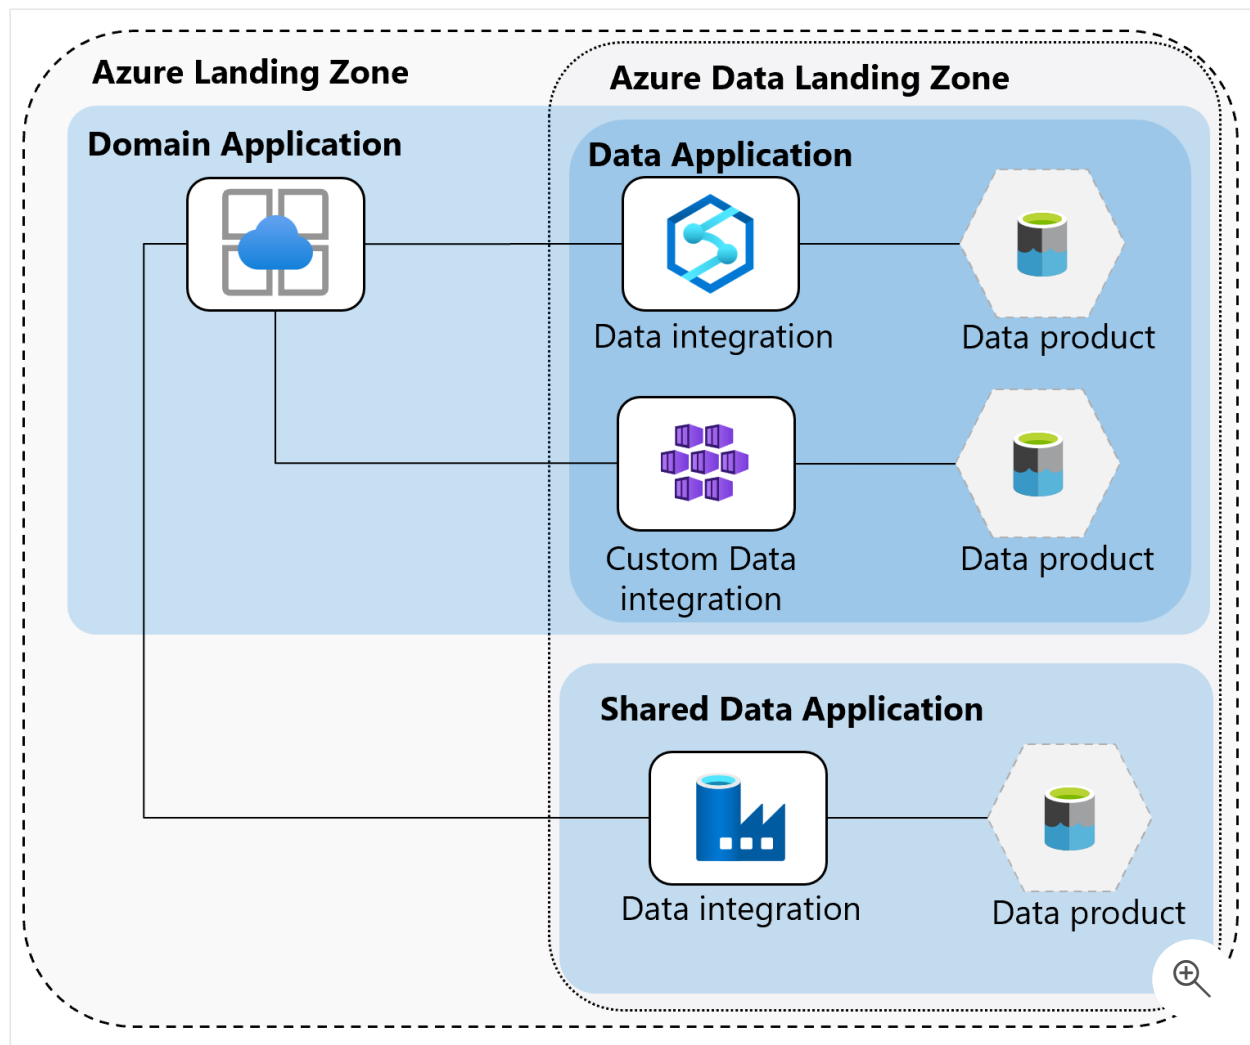 Azure Landing Zone
Azure Data Landing Zone
Domain Application
Data Application
Data integration
Data product
Custom Data
integration
Data product
Shared Data Application
Data integration
Data product